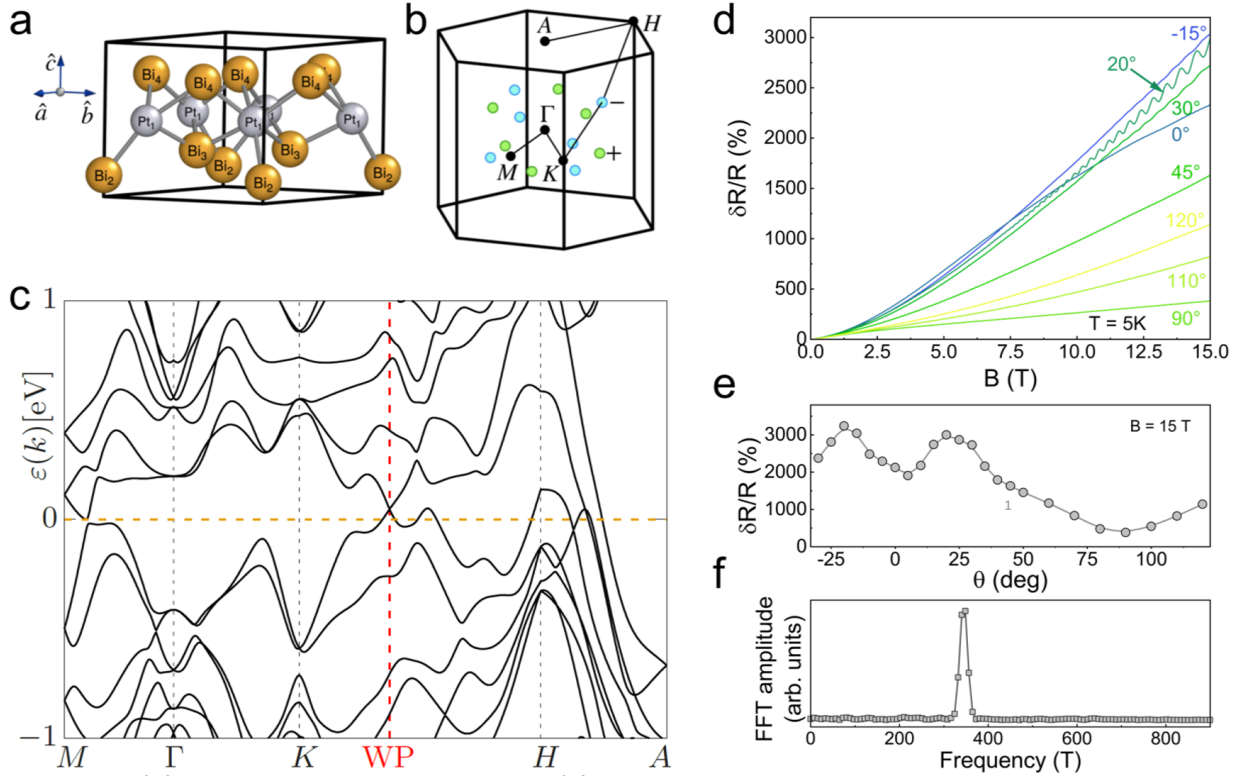 a
ĉ
â
b̂
Bi4
Bi4
Bi4
Bi4
Bi4
Pt1
Pt1
Pt1
Pt1
Bi3
Bi3
Bi2
Bi2
Bi2
Bi2
b
A
H
Γ
M
K
−
+
c
ε(k)[eV]
1
0
−1
M
Γ
K
WP
H
A
d
δR/R (%)
3000
2500
2000
1500
1000
500
0
-15°
20°
30°
0°
45°
120°
110°
90°
T = 5K
0.0 2.5 5.0 7.5 10.0 12.5 15.0
B (T)
e
δR/R (%)
3000
2000
1000
0
B = 15 T
1
-25 0 25 50 75 100
θ (deg)
f
FFT amplitude
(arb. units)
0 200 400 600 800
Frequency (T)